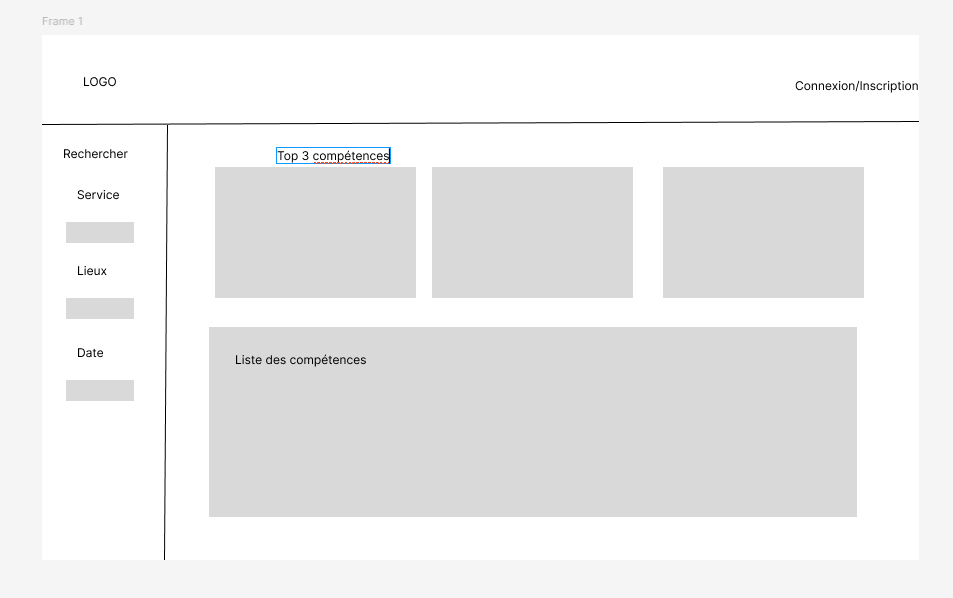 Frame 1
LOGO
Connexion/Inscription
Rechercher
Service
Lieux
Date
Top 3 compétences
Liste des compétences